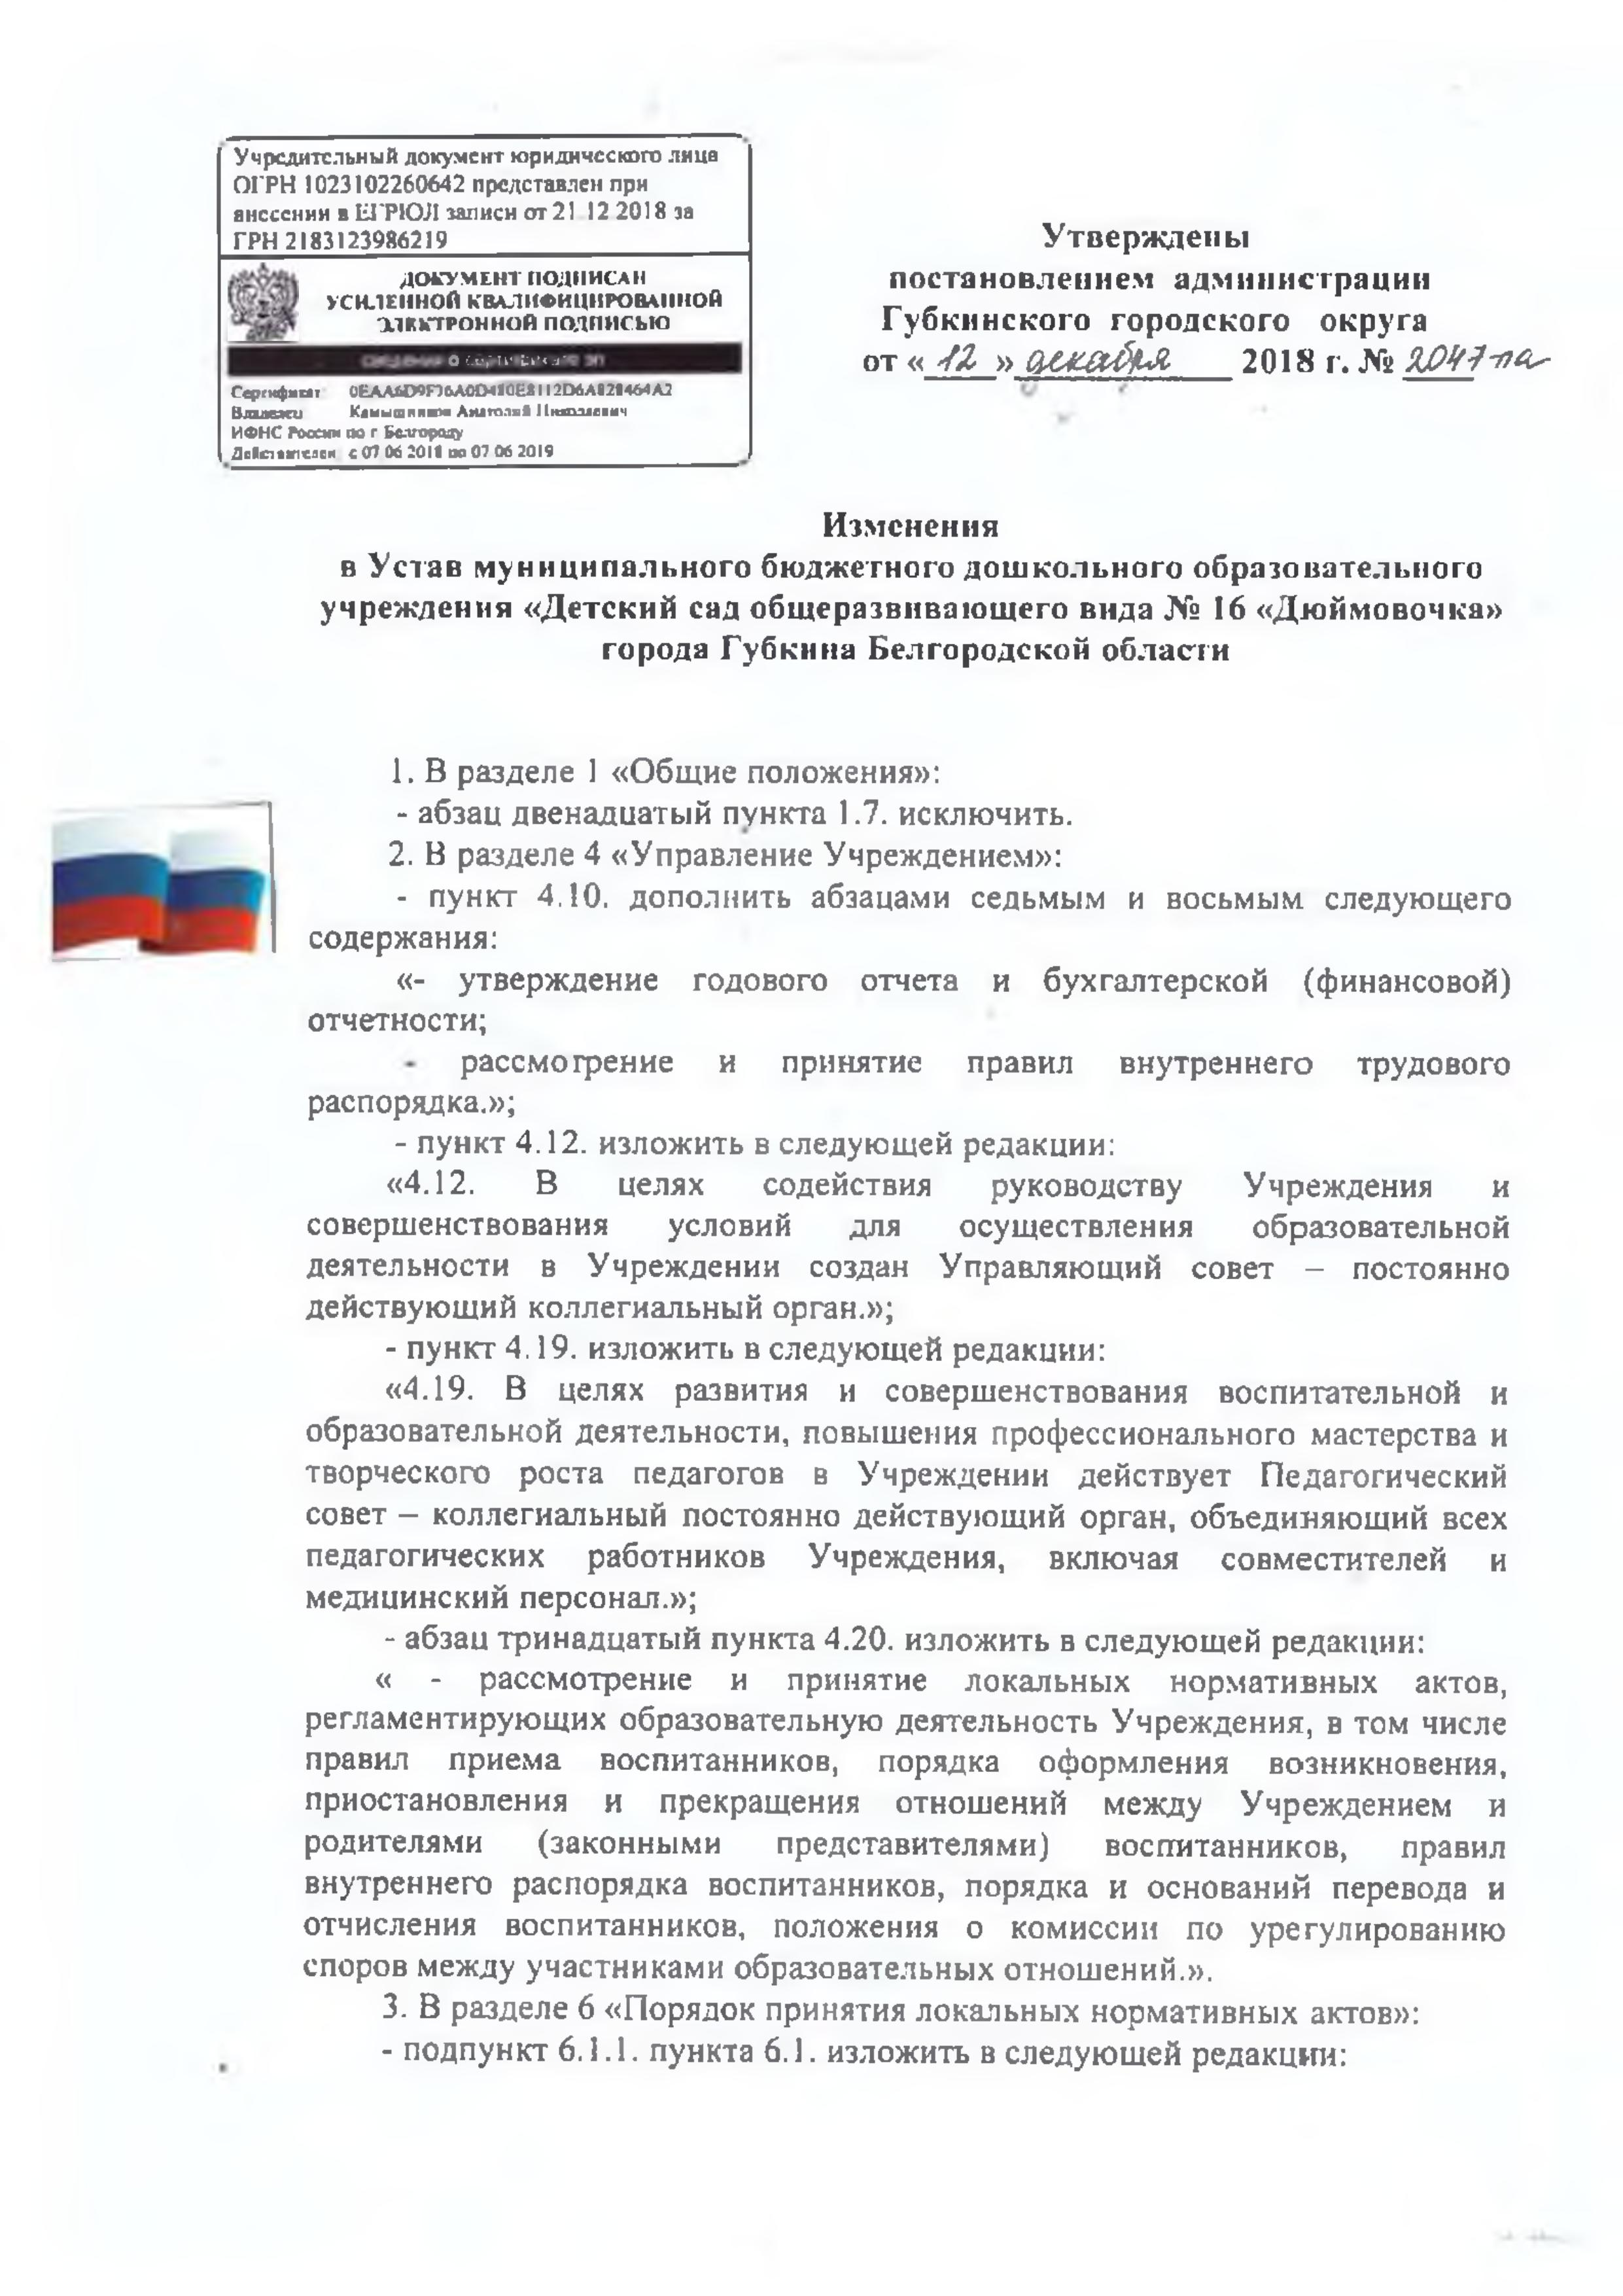 Учредительный документ юридического лица
ОГРН 1023102260642 представлен при
внесении в ЕГРЮЛ записи от 21.12.2018 за
ГРН 2183123986219
ДОКУМЕНТ ПОДПИСАН
УСИЛЕННОЙ КВАЛИФИЦИРОВАННОЙ
ЭЛЕКТРОННОЙ ПОДПИСЬЮ
СВЕДЕНИЯ О СЕРТИФИКАТЕ ЭП
Сертификат
Владелец Анатолий Николаевич
ИФНС России по г. Белгороду
Действителен с 07.06.2018 по 07.06.2019
Утверждены
постановлением администрации
Губкинского городского округа
от «12» декабря 2018 г. № 2047-па
Изменения
в Устав муниципального бюджетного дошкольного образовательного
учреждения «Детский сад общеразвивающего вида № 16 «Дюймовочка»
города Губкина Белгородской области
1. В разделе 1 «Общие положения»:
- абзац двенадцатый пункта 1.7. исключить.
2. В разделе 4 «Управление Учреждением»:
- пункт 4.10. дополнить абзацами седьмым и восьмым следующего
содержания:
«- утверждение годового отчета и бухгалтерской (финансовой)
отчетности;
- рассмотрение и принятие правил внутреннего трудового
распорядка.»;
- пункт 4.12. изложить в следующей редакции:
«4.12. В целях содействия руководству Учреждения и
совершенствования условий для осуществления образовательной
деятельности в Учреждении создан Управляющий совет – постоянно
действующий коллегиальный орган.»;
- пункт 4.19. изложить в следующей редакции:
«4.19. В целях развития и совершенствования воспитательной и
образовательной деятельности, повышения профессионального мастерства и
творческого роста педагогов в Учреждении действует Педагогический
совет – коллегиальный постоянно действующий орган, объединяющий всех
педагогических работников Учреждения, включая совместителей и
медицинский персонал.»;
- абзац тринадцатый пункта 4.20. изложить в следующей редакции:
« - рассмотрение и принятие локальных нормативных актов,
регламентирующих образовательную деятельность Учреждения, в том числе
правил приема воспитанников, порядка оформления возникновения,
приостановления и прекращения отношений между Учреждением и
родителями (законными представителями) воспитанников, правил
внутреннего распорядка воспитанников, порядка и оснований перевода и
отчисления воспитанников, положения о комиссии по урегулированию
споров между участниками образовательных отношений.».
3. В разделе 6 «Порядок принятия локальных нормативных актов»:
- подпункт 6.1.1. пункта 6.1. изложить в следующей редакции: